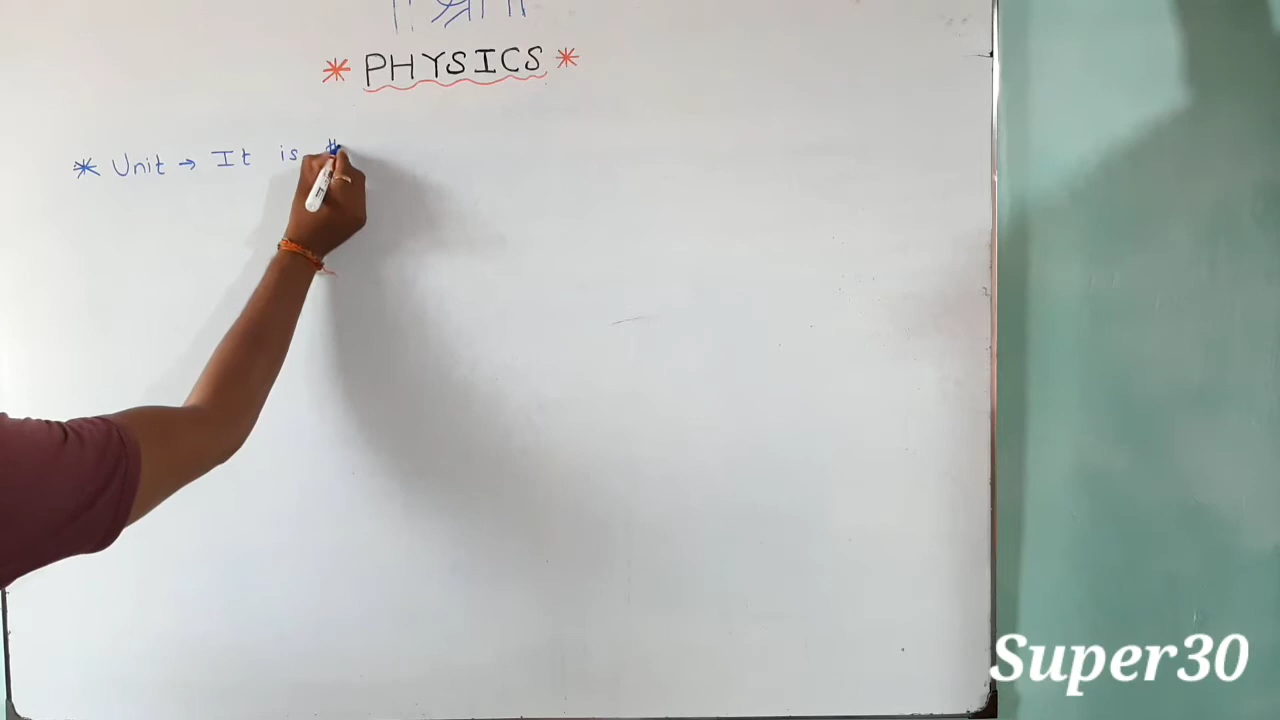 * PHYSICS *
* Unit → It is
Super30